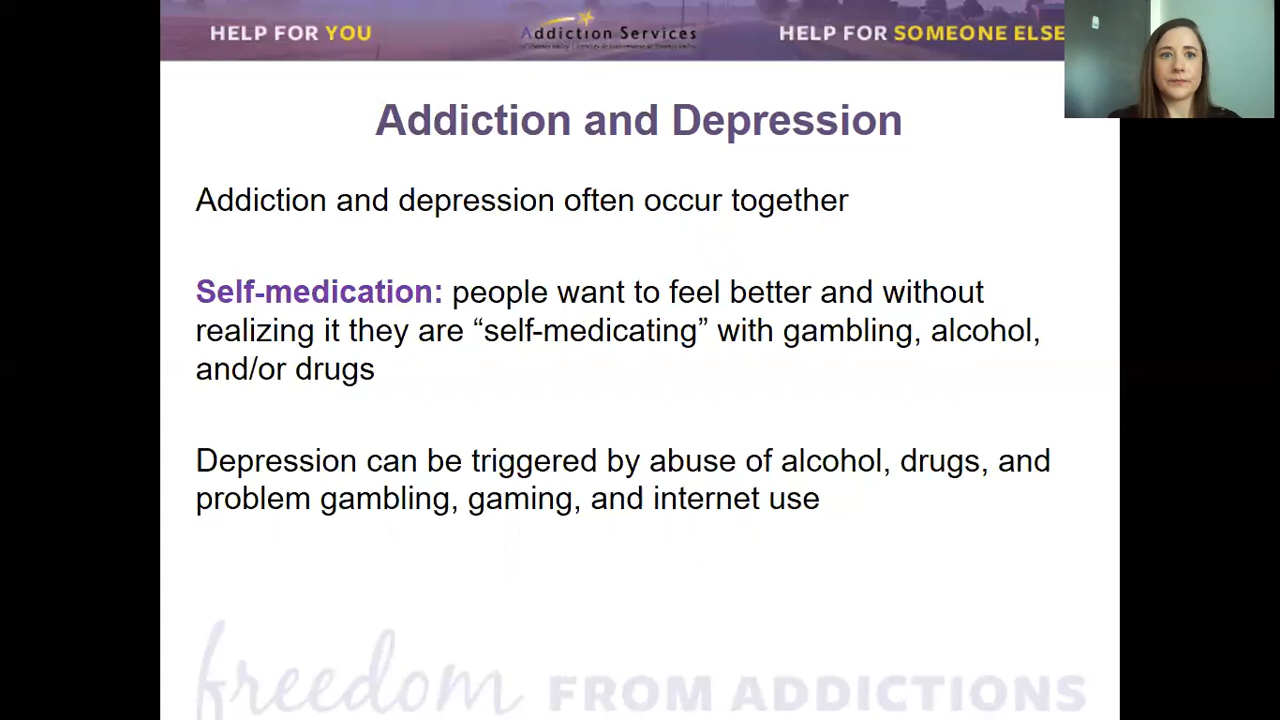 HELP FOR YOU
Addiction Services
HELP FOR SOMEONE ELSE
Addiction and Depression
Addiction and depression often occur together
Self-medication: people want to feel better and without
realizing it they are “self-medicating” with gambling, alcohol,
and/or drugs
Depression can be triggered by abuse of alcohol, drugs, and
problem gambling, gaming, and internet use
freedom FROM ADDICTIONS